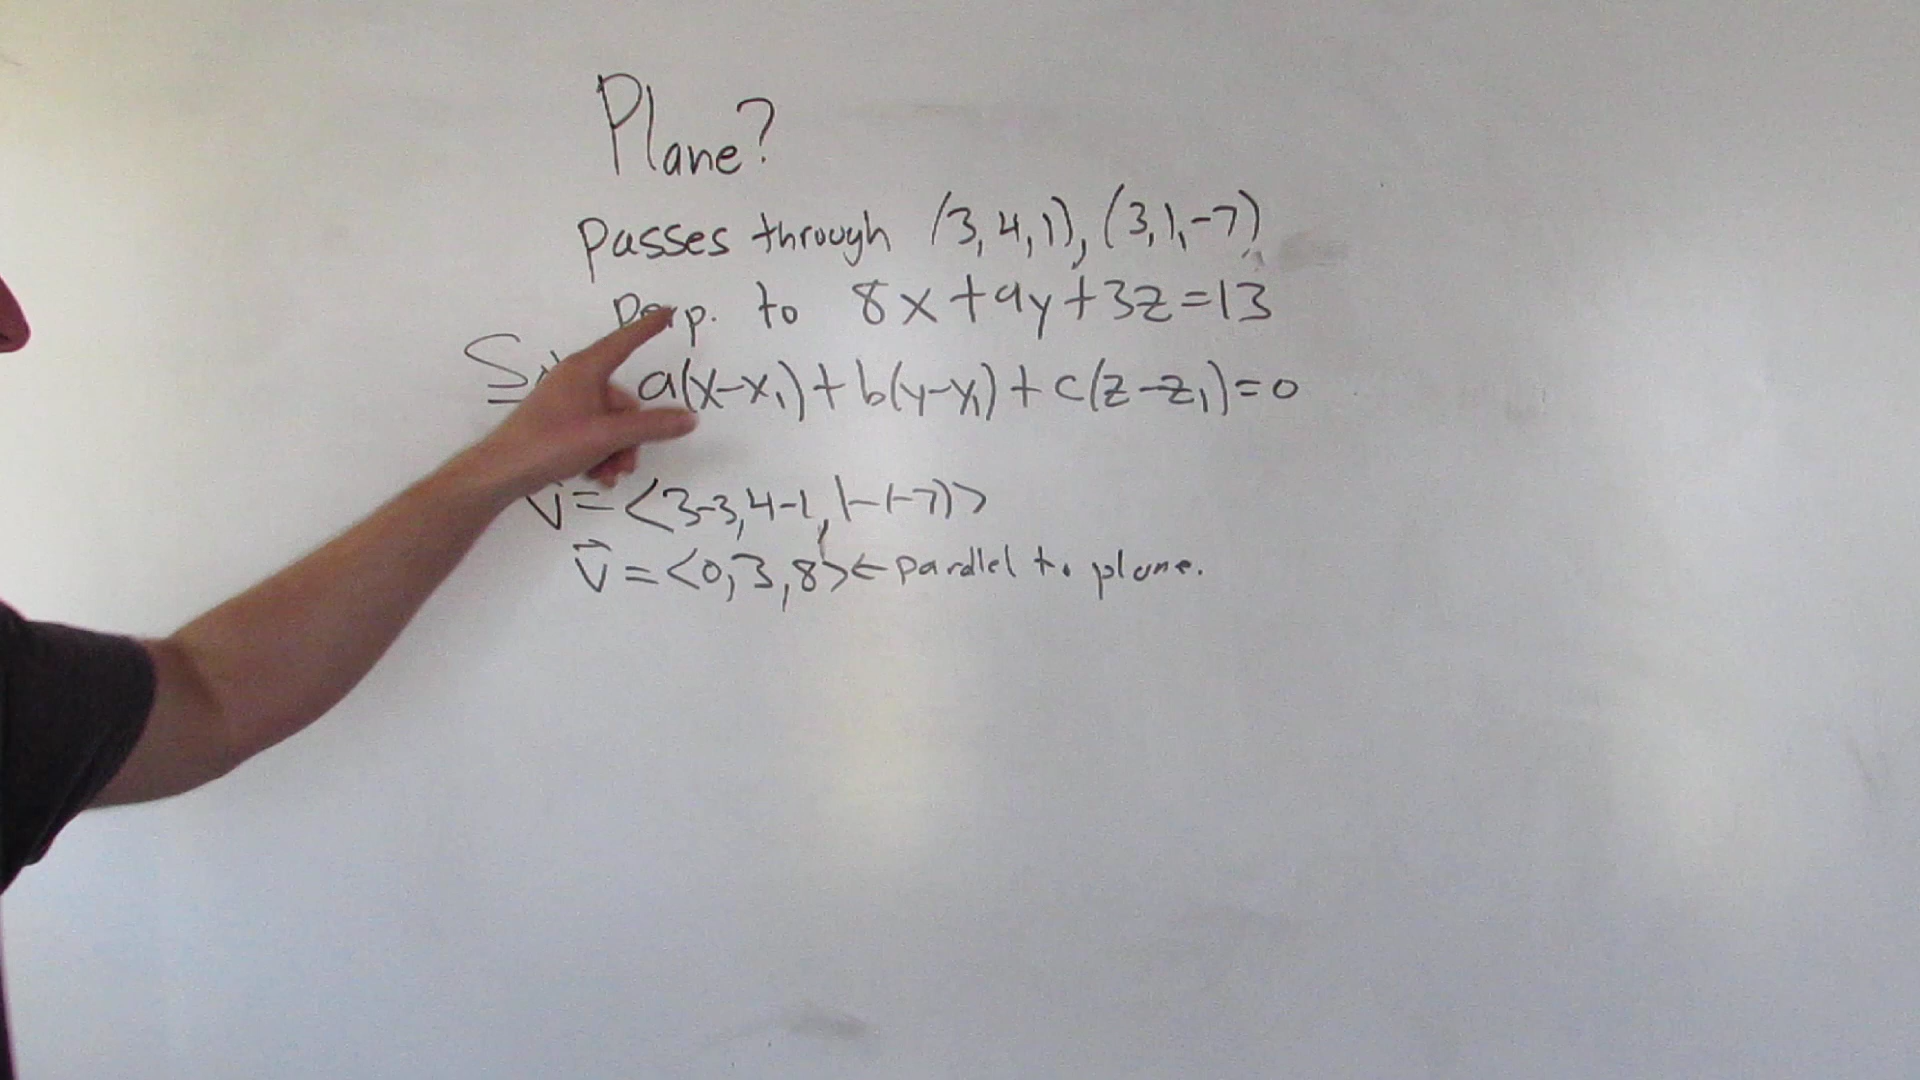 Plane?
passes through (3,4,1), (3,1,-7)
perp. to 8x+9y+3z=13
a(x-x₁)+b(y-y₁)+c(z-z₁)=0
v=<3-3,4-1,1-(-7)>
v⃗=<0,3,8>←parallel to plane.